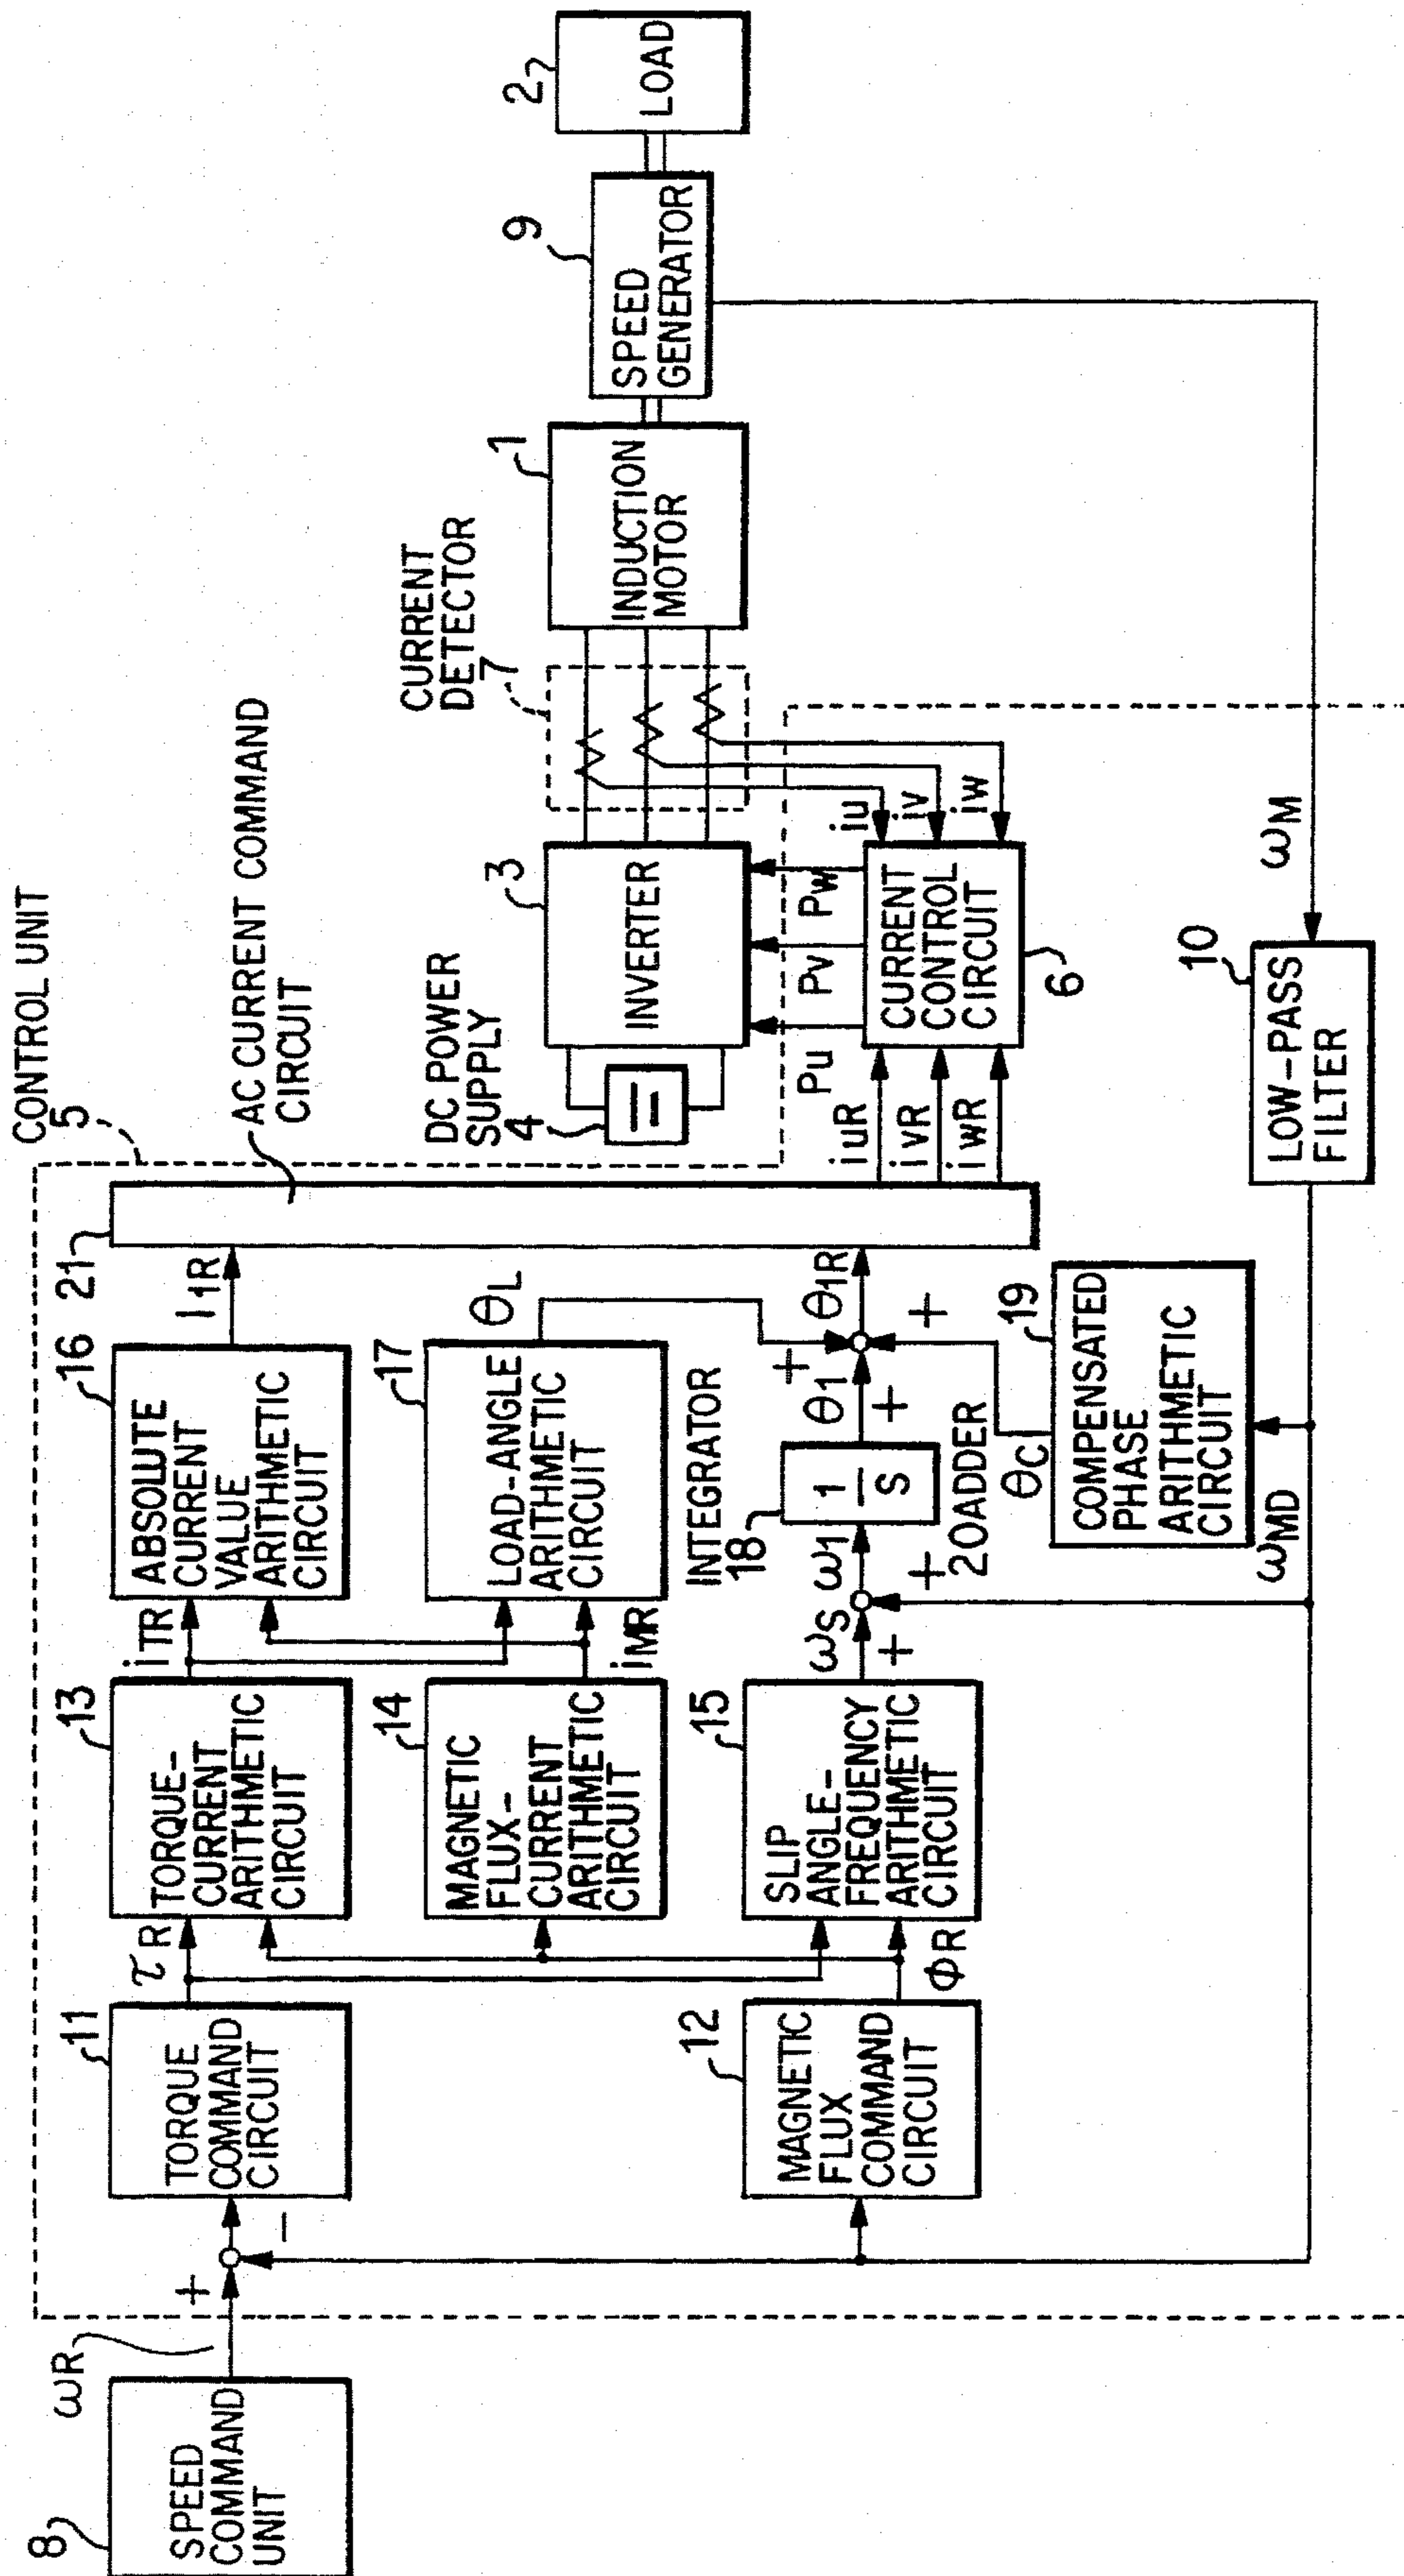 CONTROL UNIT
5
AC CURRENT COMMAND
CIRCUIT
8
SPEED
COMMAND
UNIT
ωR
+
−
11
TORQUE
COMMAND
CIRCUIT
τR
13
TORQUE-
CURRENT
ARITHMETIC
CIRCUIT
iTR
16
ABSOLUTE
CURRENT
VALUE
ARITHMETIC
CIRCUIT
I1R
21
14
MAGNETIC
FLUX-
CURRENT
ARITHMETIC
CIRCUIT
iMR
17
LOAD-ANGLE
ARITHMETIC
CIRCUIT
θL
12
MAGNETIC
FLUX
COMMAND
CIRCUIT
ΦR
15
SLIP
ANGLE-
FREQUENCY
ARITHMETIC
CIRCUIT
ωS
+
+
ω1
INTEGRATOR
18
1
S
θ1
+
+
+
θ1R
20ADDER
θC
19
COMPENSATED
PHASE
ARITHMETIC
CIRCUIT
ωMD
10
LOW-PASS
FILTER
ωM
iuR
ivR
iwR
CURRENT
CONTROL
CIRCUIT
6
Pu
Pv
Pw
iu
iv
iw
DC POWER
SUPPLY
4
3
INVERTER
CURRENT
DETECTOR
7
1
INDUCTION
MOTOR
9
SPEED
GENERATOR
2
LOAD